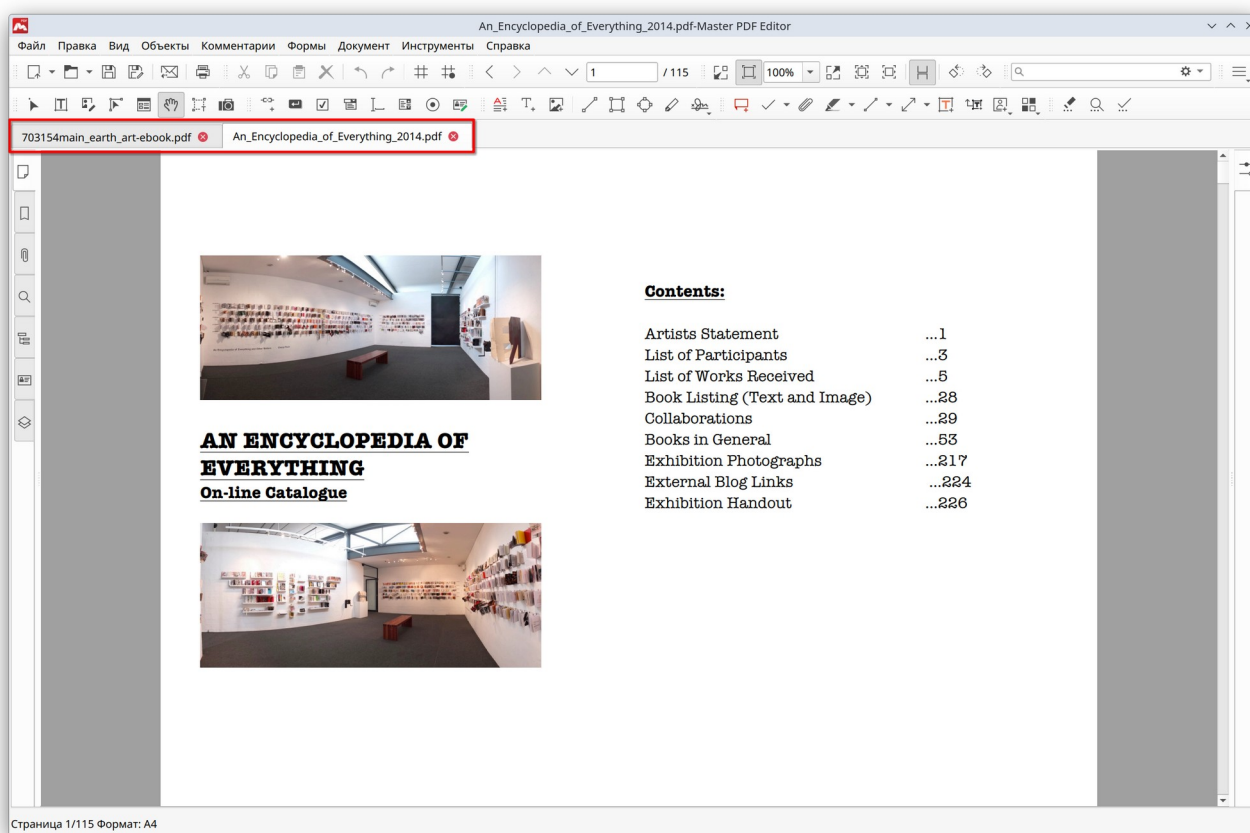 An_Encyclopedia_of_Everything_2014.pdf-Master PDF Editor
Файл Правка Вид Объекты Комментарии Формы Документ Инструменты Справка
1 / 115 100%
703154main_earth_art-ebook.pdf An_Encyclopedia_of_Everything_2014.pdf
AN ENCYCLOPEDIA OF
EVERYTHING
On-line Catalogue
Contents:
Artists Statement ...1
List of Participants ...3
List of Works Received ...5
Book Listing (Text and Image) ...28
Collaborations ...29
Books in General ...53
Exhibition Photographs ...217
External Blog Links ...224
Exhibition Handout ...226
Страница 1/115 Формат: A4